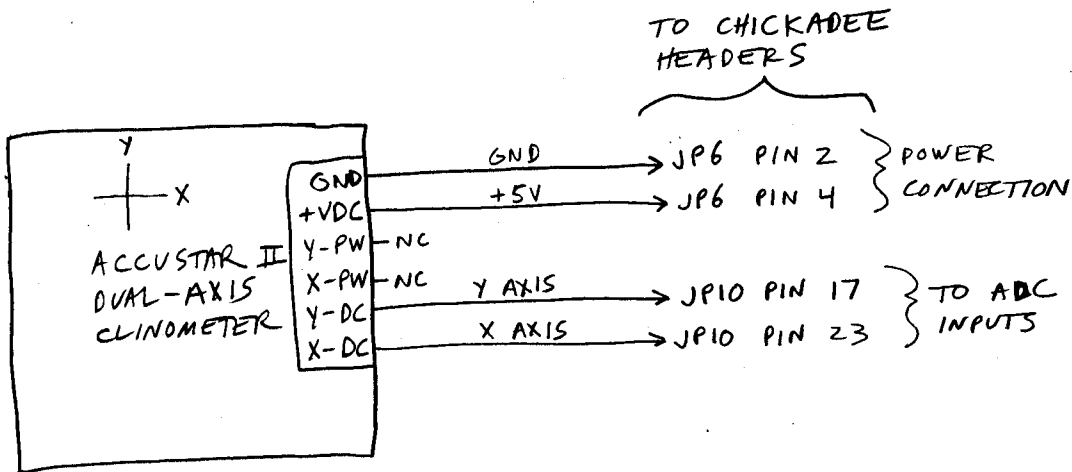 TO CHICKADEE
HEADERS
Y
X
ACCUSTAR II
DUAL-AXIS
CLINOMETER
GND
+VDC
Y-PW
X-PW
Y-DC
X-DC
NC
NC
GND
+5V
Y AXIS
X AXIS
JP6 PIN 2
JP6 PIN 4
JP10 PIN 17
JP10 PIN 23
POWER
CONNECTION
TO ADC
INPUTS